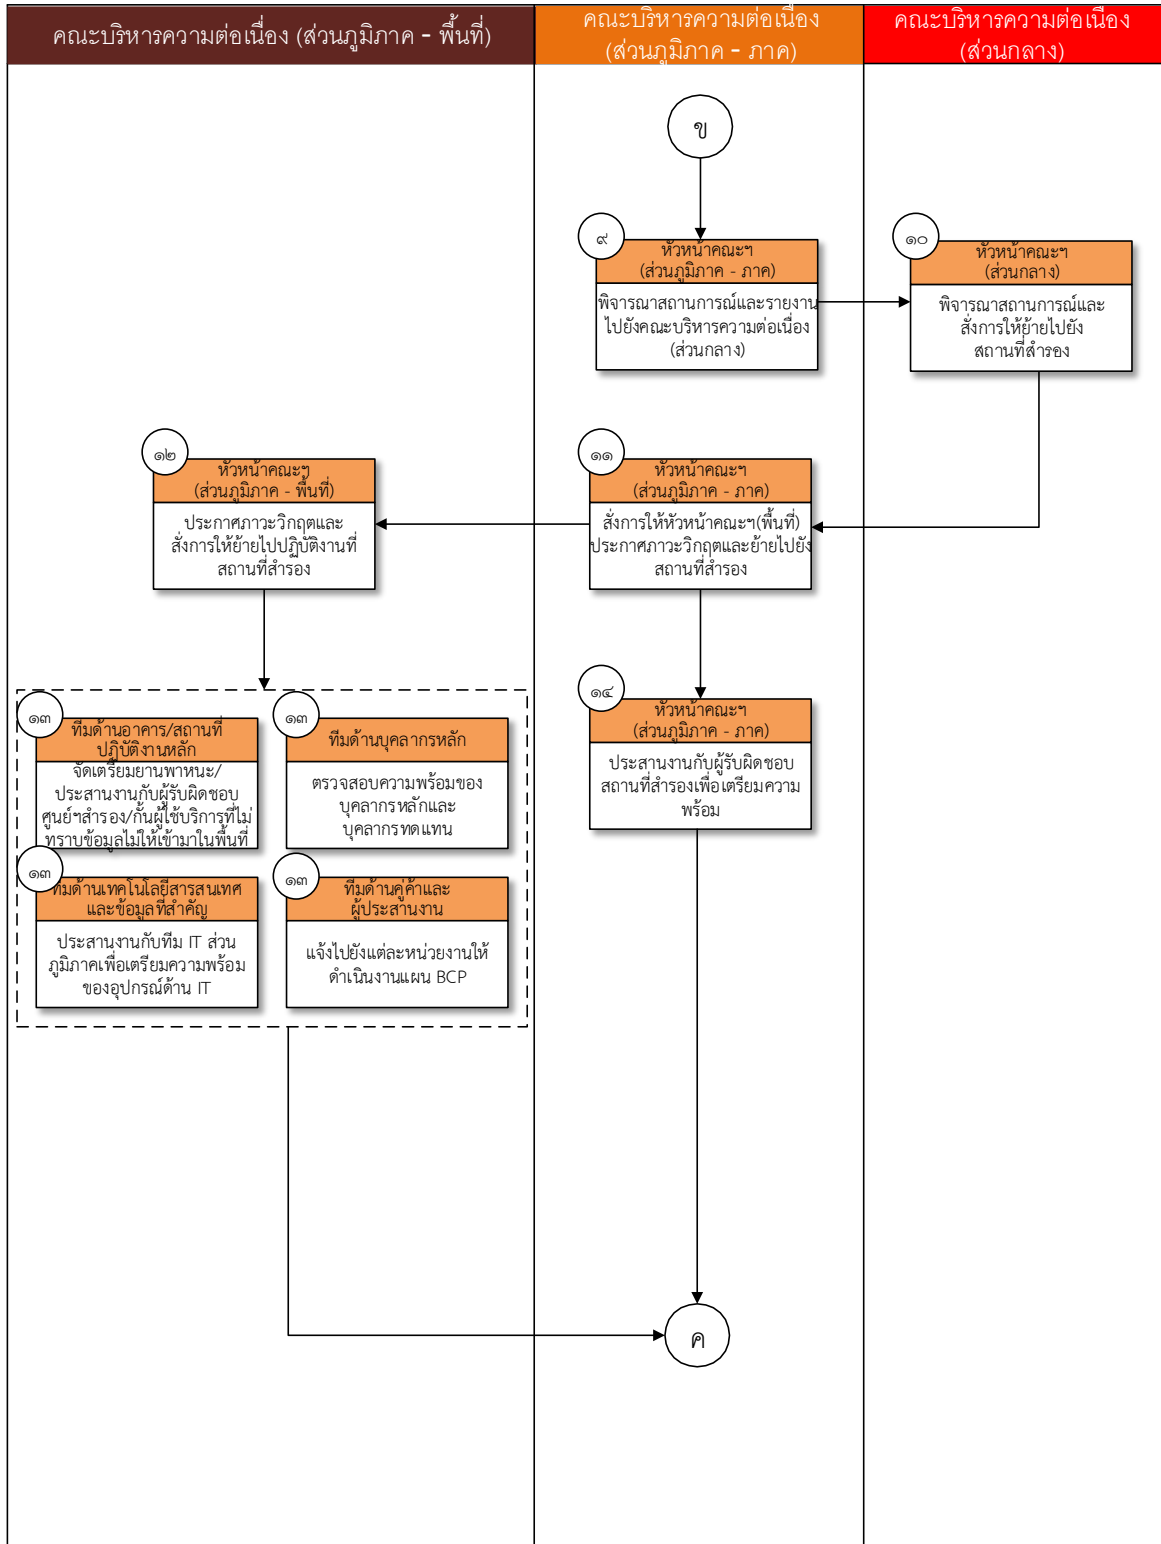 คณะบริหารความต่อเนื่อง (ส่วนภูมิภาค - พื้นที่)
คณะบริหารความต่อเนื่อง
(ส่วนภูมิภาค - ภาค)
คณะบริหารความต่อเนื่อง
(ส่วนกลาง)
ข
๙
หัวหน้าคณะฯ
(ส่วนภูมิภาค - ภาค)
พิจารณาสถานการณ์และรายงาน
ไปยังคณะบริหารความต่อเนื่อง
(ส่วนกลาง)
๑๐
หัวหน้าคณะฯ
(ส่วนกลาง)
พิจารณาสถานการณ์และ
สั่งการให้ย้ายไปยัง
สถานที่สำรอง
๑๒
หัวหน้าคณะฯ
(ส่วนภูมิภาค - พื้นที่)
ประกาศภาวะวิกฤตและ
สั่งการให้ย้ายไปปฏิบัติงานที่
สถานที่สำรอง
๑๑
หัวหน้าคณะฯ
(ส่วนภูมิภาค - ภาค)
สั่งการให้หัวหน้าคณะฯ(พื้นที่)
ประกาศภาวะวิกฤตและย้ายไปยัง
สถานที่สำรอง
๑๓
ทีมด้านอาคาร/สถานที่
ปฏิบัติงานหลัก
จัดเตรียมยานพาหนะ/
ประสานงานกับผู้รับผิดชอบ
ศูนย์ฯสำรอง/กั้นผู้ใช้บริการที่ไม่
ทราบข้อมูลไม่ให้เข้ามาในพื้นที่
๑๓
ทีมด้านบุคลากรหลัก
ตรวจสอบความพร้อมของ
บุคลากรหลักและ
บุคลากรทดแทน
๑๔
หัวหน้าคณะฯ
(ส่วนภูมิภาค - ภาค)
ประสานงานกับผู้รับผิดชอบ
สถานที่สำรองเพื่อเตรียมความ
พร้อม
๑๓
ทีมด้านเทคโนโลยีสารสนเทศ
และข้อมูลที่สำคัญ
ประสานงานกับทีม IT ส่วน
ภูมิภาคเพื่อเตรียมความพร้อม
ของอุปกรณ์ด้าน IT
๑๓
ทีมด้านคู่ค้าและ
ผู้ประสานงาน
แจ้งไปยังแต่ละหน่วยงานให้
ดำเนินงานแผน BCP
ค